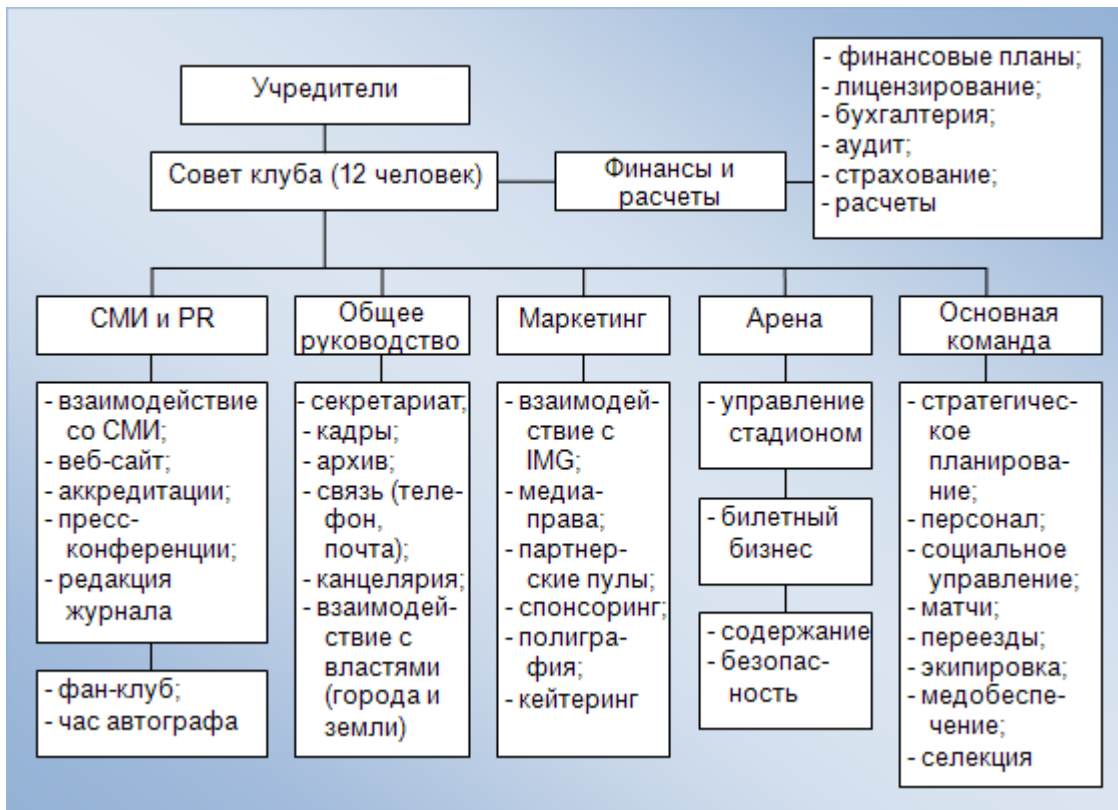 Учредители
Совет клуба (12 человек)
Финансы и
расчеты
- финансовые планы;
- лицензирование;
- бухгалтерия;
- аудит;
- страхование;
- расчеты
СМИ и PR
- взаимодействие
со СМИ;
- веб-сайт;
- аккредитации;
- пресс-
конференции;
- редакция
журнала
- фан-клуб;
- час автографа
Общее
руководство
- секретариат;
- кадры;
- архив;
- связь (теле-
фон,
почта);
- канцелярия;
- взаимодей-
ствие с
властями
(города и
земли)
Маркетинг
- взаимодей-
ствие с
IMG;
- медиа-
права;
- партнер-
ские пулы;
- спонсоринг;
- полигра-
фия;
- кейтеринг
Арена
- управление
стадионом
- билетный
бизнес
- содержание
- безопас-
ность
Основная
команда
- стратегичес-
кое
планирова-
ние;
- персонал;
- социальное
управление;
- матчи;
- переезды;
- экипировка;
- медобеспе-
чение;
- селекция